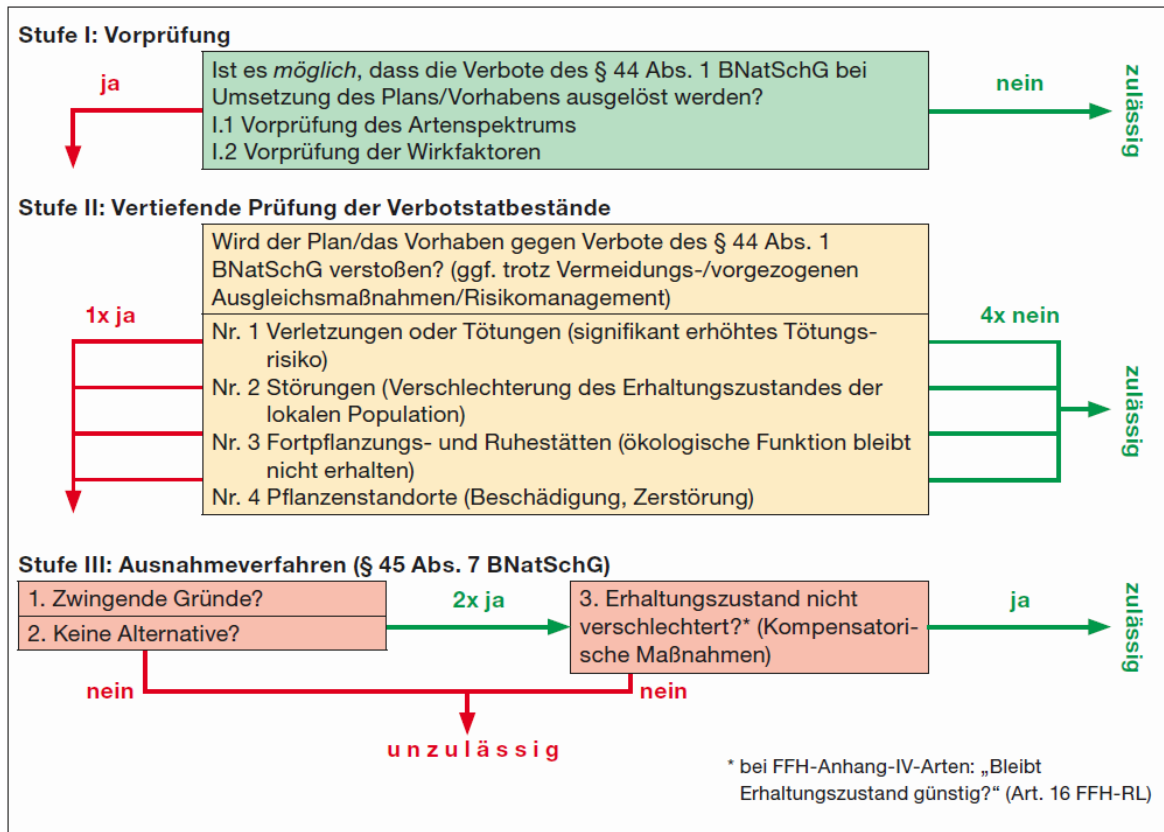 Stufe I: Vorprüfung
ja
Ist es möglich, dass die Verbote des § 44 Abs. 1 BNatSchG bei
Umsetzung des Plans/Vorhabens ausgelöst werden?
I.1 Vorprüfung des Artenspektrums
I.2 Vorprüfung der Wirkfaktoren
nein
zulässig
Stufe II: Vertiefende Prüfung der Verbotstatbestände
Wird der Plan/das Vorhaben gegen Verbote des § 44 Abs. 1
BNatSchG verstoßen? (ggf. trotz Vermeidungs-/vorgezogenen
Ausgleichsmaßnahmen/Risikomanagement)
1x ja
Nr. 1 Verletzungen oder Tötungen (signifikant erhöhtes Tötungs-
risiko)
Nr. 2 Störungen (Verschlechterung des Erhaltungszustandes der
lokalen Population)
Nr. 3 Fortpflanzungs- und Ruhestätten (ökologische Funktion bleibt
nicht erhalten)
Nr. 4 Pflanzenstandorte (Beschädigung, Zerstörung)
4x nein
zulässig
Stufe III: Ausnahmeverfahren (§ 45 Abs. 7 BNatSchG)
1. Zwingende Gründe?
2. Keine Alternative?
2x ja
3. Erhaltungszustand nicht
verschlechtert?* (Kompensatori-
sche Maßnahmen)
ja
zulässig
nein
nein
unzulässig
* bei FFH-Anhang-IV-Arten: „Bleibt
Erhaltungszustand günstig?“ (Art. 16 FFH-RL)